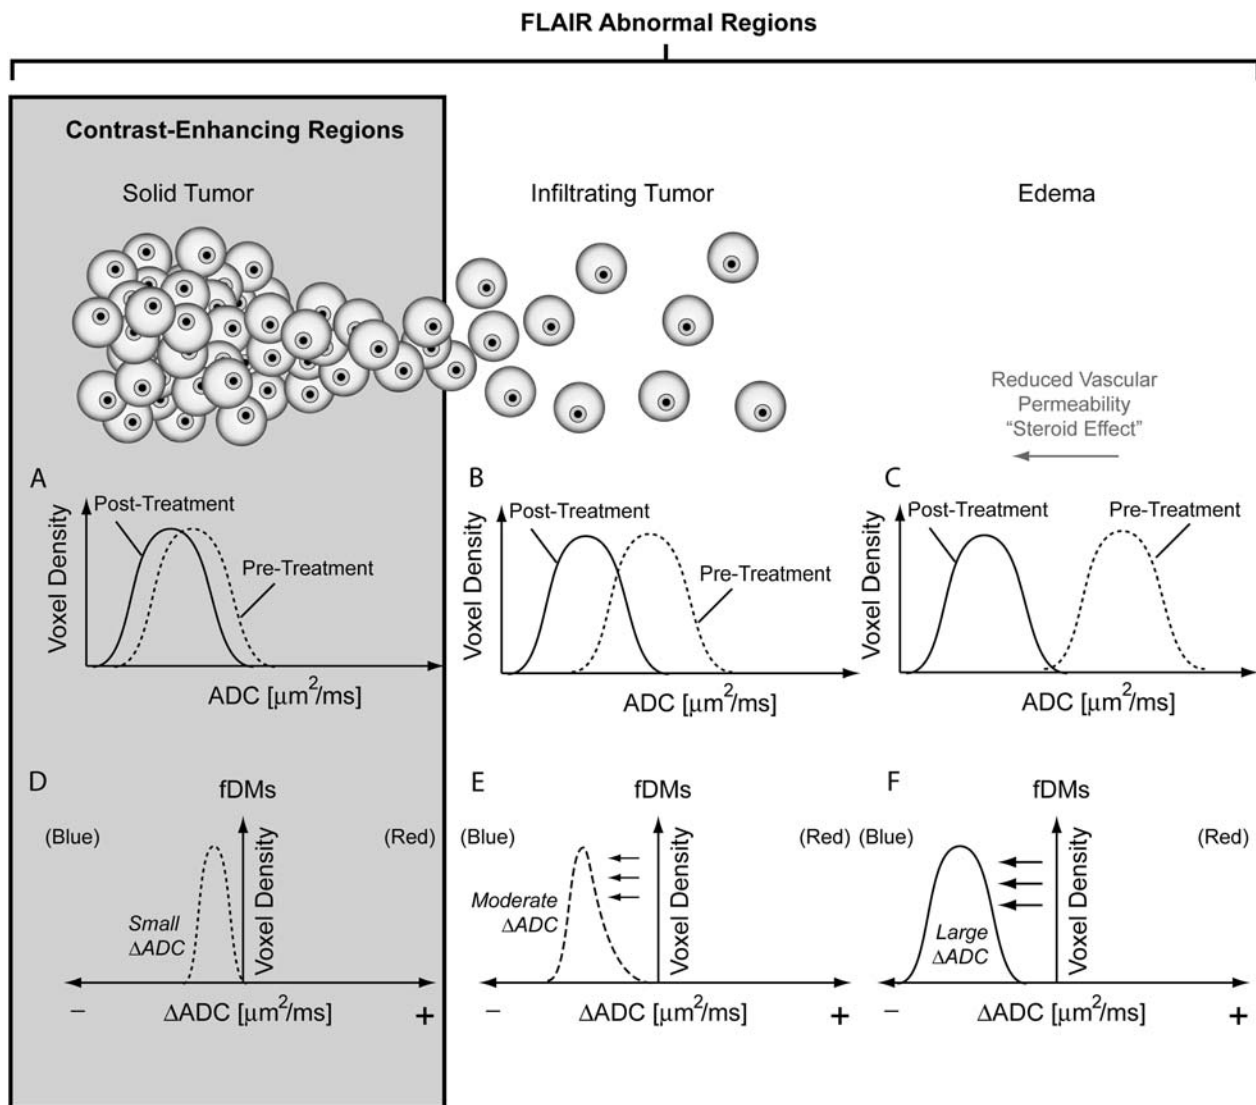 FLAIR Abnormal Regions
Contrast-Enhancing Regions
Solid Tumor
Infiltrating Tumor
Edema
Reduced Vascular
Permeability
“Steroid Effect”
A
Post-Treatment
Pre-Treatment
Voxel Density
ADC [μm²/ms]
B
Post-Treatment
Pre-Treatment
Voxel Density
ADC [μm²/ms]
C
Post-Treatment
Pre-Treatment
Voxel Density
ADC [μm²/ms]
D
fDMs
(Blue)
(Red)
Voxel Density
Small
ΔADC
− ΔADC [μm²/ms] +
E
fDMs
(Blue)
(Red)
Voxel Density
Moderate
ΔADC
− ΔADC [μm²/ms] +
F
fDMs
(Blue)
(Red)
Voxel Density
Large
ΔADC
− ΔADC [μm²/ms] +